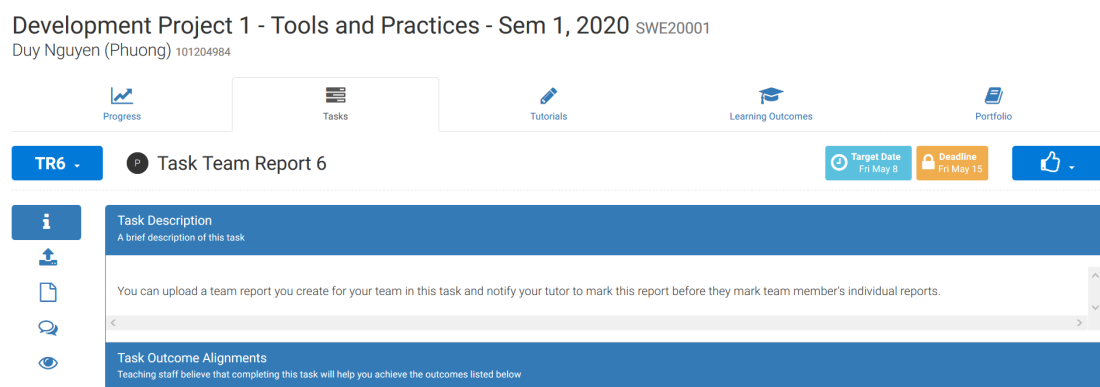 Development Project 1 - Tools and Practices - Sem 1, 2020 SWE20001
Duy Nguyen (Phuong) 101204984
Progress
Tasks
Tutorials
Learning Outcomes
Portfolio
TR6
P Task Team Report 6
Target Date
Fri May 8
Deadline
Fri May 15
Task Description
A brief description of this task
You can upload a team report you create for your team in this task and notify your tutor to mark this report before they mark team member's individual reports.
Task Outcome Alignments
Teaching staff believe that completing this task will help you achieve the outcomes listed below